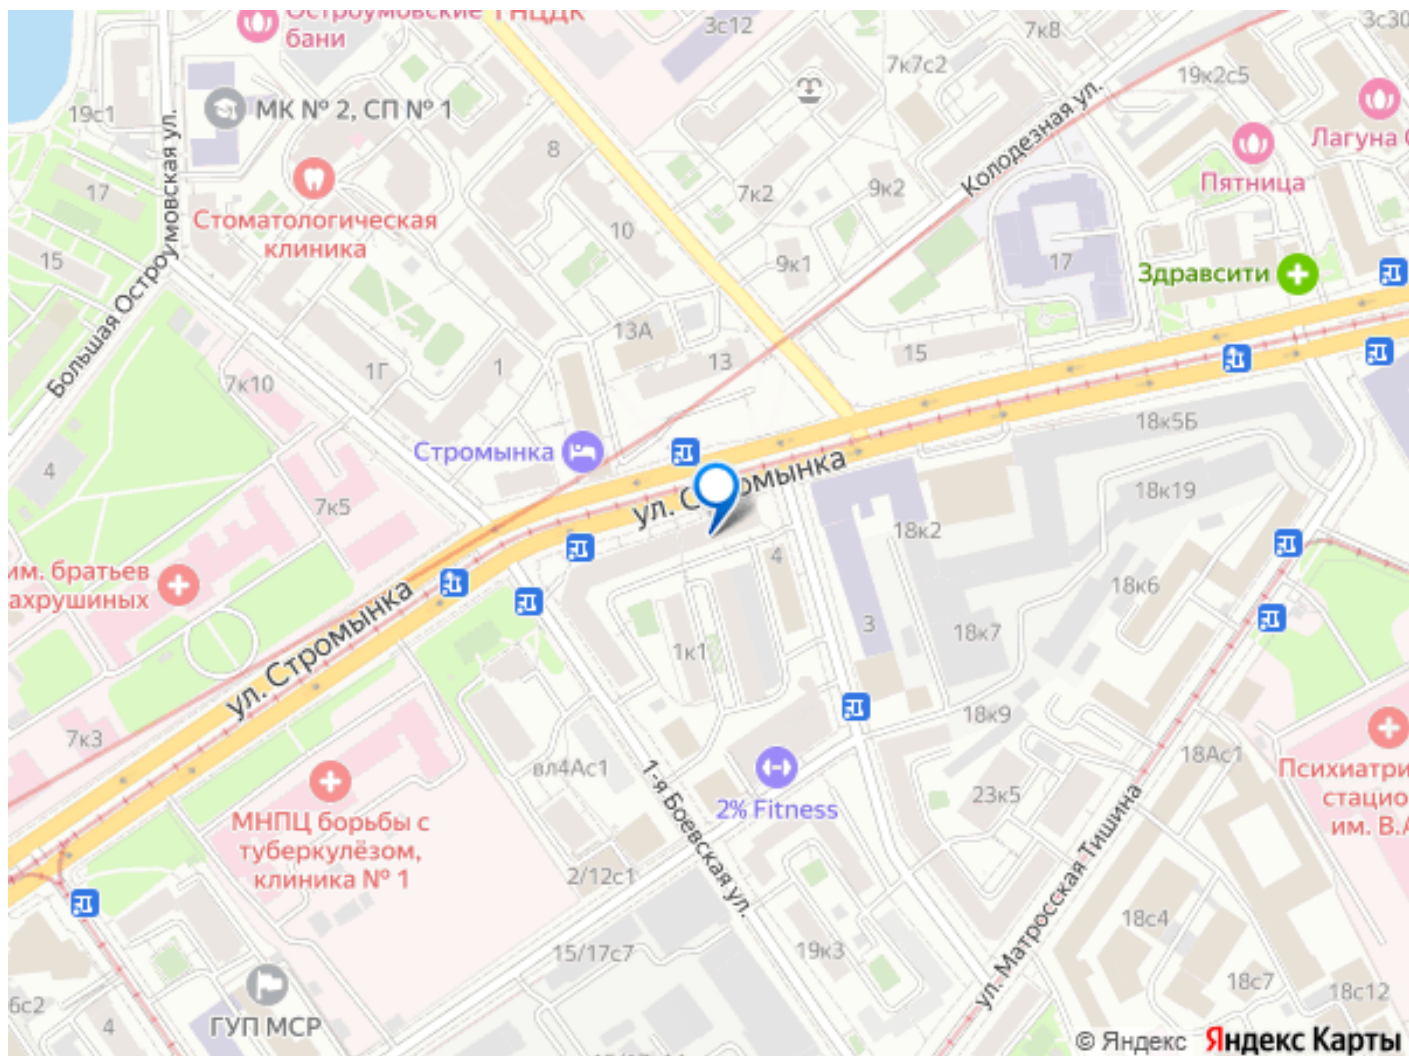 Остроумовские
бани
ГНЦДК
3с12
7к8
3с30
7к7с2
19к2с5
19с1
МК № 2, СП № 1
Колодезная ул.
Лагуна
Пятница
8
17
7к2
9к2
Стоматологическая
клиника
10
9к1
15
17
Здравсити
Большая Остроумовская ул.
13А
13
15
1Г
1
7к10
18к5Б
Стромынка
4
ул. Стромынка
18к19
7к5
18к2
4
им. братьев
18к6
ул. Стромынка
3
18к7
1к1
18к9
7к3
18Ас1
вл4Ас1
Психиатри
стацио
им. В.А
23к5
2% Fitness
МНПЦ борьбы с
туберкулёзом,
клиника № 1
1-я Боевская ул.
2/12с1
ул. Матросская Тишина
18с4
15/17с7
19к3
18с7
18с12
6с2
4
ГУП МСР
© Яндекс Яндекс Карты